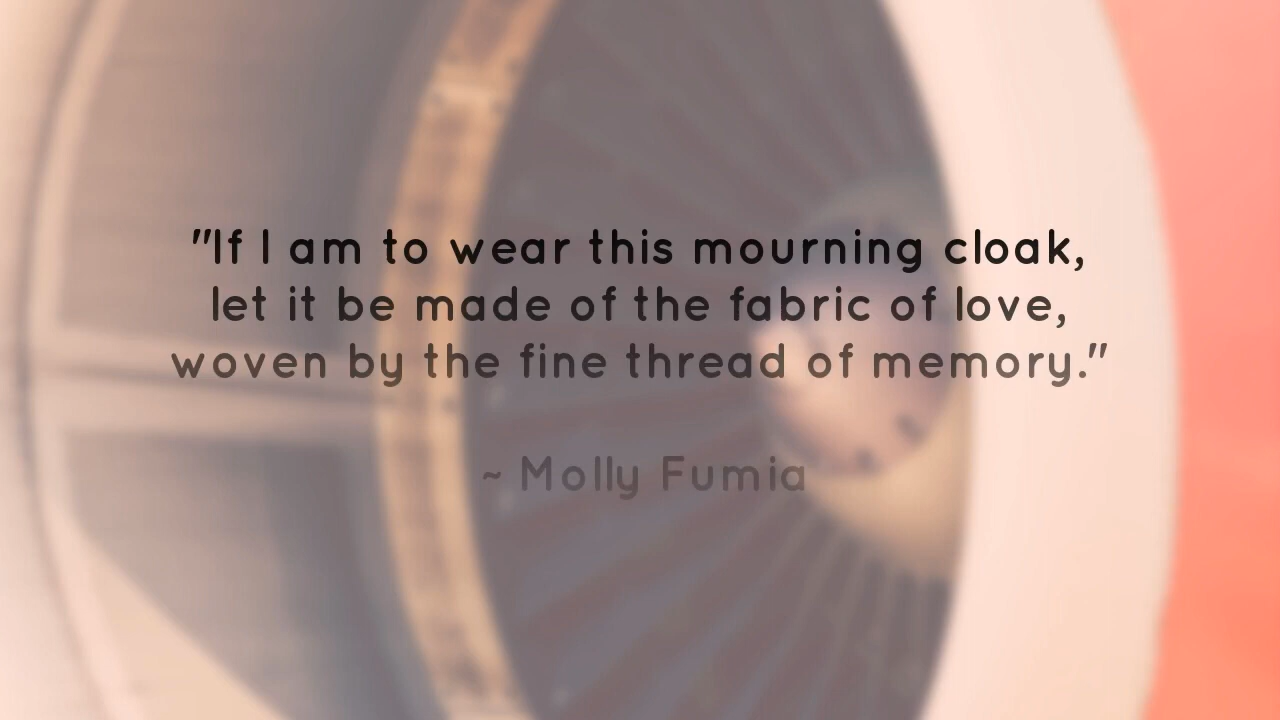 "If I am to wear this mourning cloak,
let it be made of the fabric of love,
woven by the fine thread of memory."
~ Molly Fumia